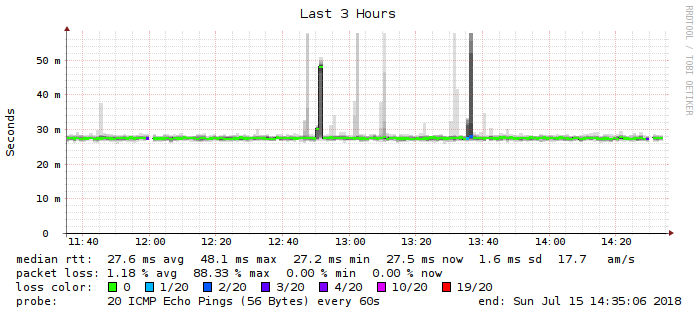 Last 3 Hours
RRDTOOL / TOBI OETIKER
Seconds
50 m
40 m
30 m
20 m
10 m
0
11:40 12:00 12:20 12:40 13:00 13:20 13:40 14:00 14:20
median rtt: 27.6 ms avg 48.1 ms max 27.2 ms min 27.5 ms now 1.6 ms sd 17.7 am/s
packet loss: 1.18 % avg 88.33 % max 0.00 % min 0.00 % now
loss color: 0 1/20 2/20 3/20 4/20 10/20 19/20
probe: 20 ICMP Echo Pings (56 Bytes) every 60s end: Sun Jul 15 14:35:06 2018